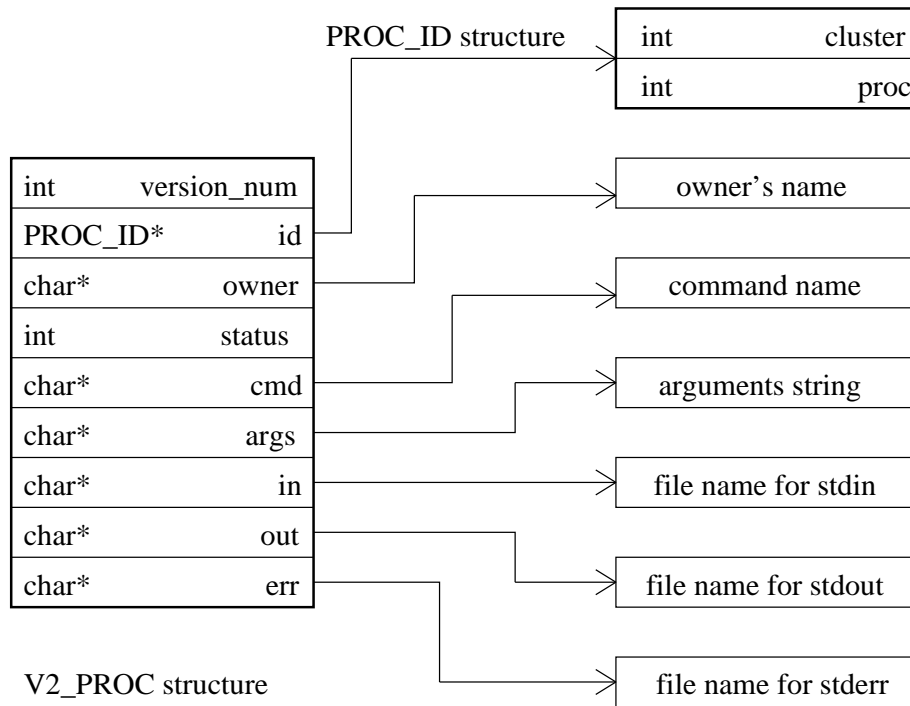 PROC_ID structure
int cluster
int proc
int version_num
PROC_ID* id
char* owner
int status
char* cmd
char* args
char* in
char* out
char* err
owner’s name
command name
arguments string
file name for stdin
file name for stdout
file name for stderr
V2_PROC structure